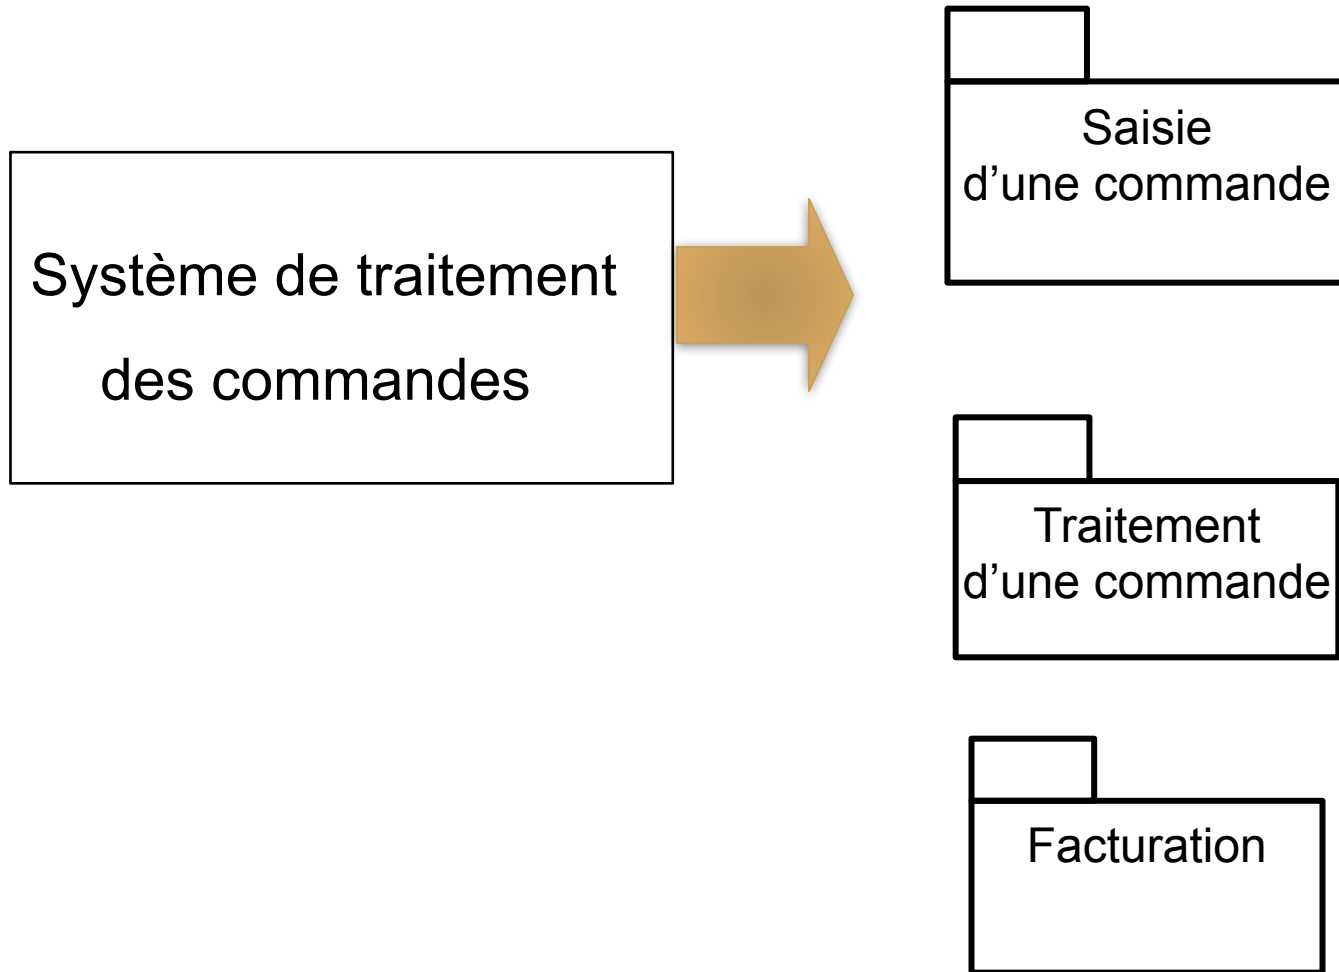 Système de traitement
des commandes
Saisie
d’une commande
Traitement
d’une commande
Facturation